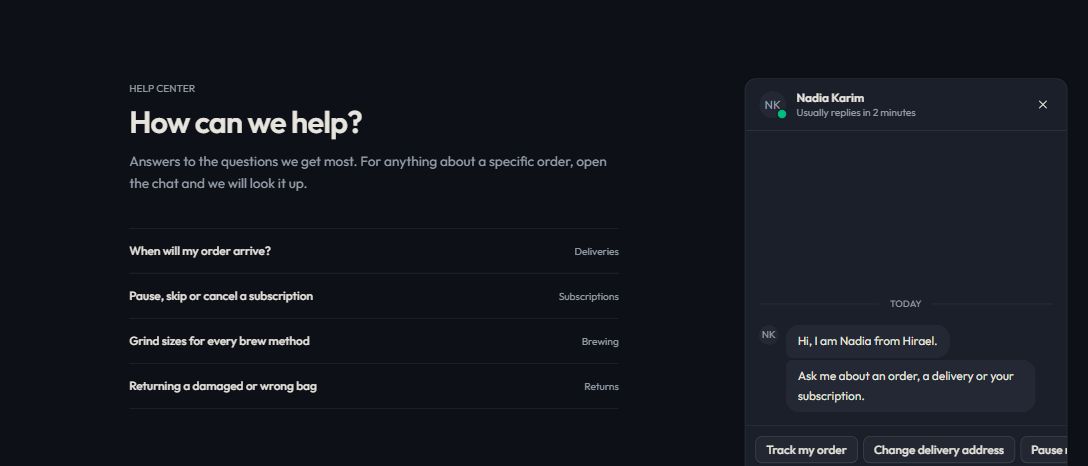 HELP CENTER
How can we help?
Answers to the questions we get most. For anything about a specific order, open
the chat and we will look it up.
When will my order arrive?
Deliveries
Pause, skip or cancel a subscription
Subscriptions
Grind sizes for every brew method
Brewing
Returning a damaged or wrong bag
Returns
NK
Nadia Karim
Usually replies in 2 minutes
TODAY
NK
Hi, I am Nadia from Hirael.
Ask me about an order, a delivery or your
subscription.
Track my order
Change delivery address
Pause